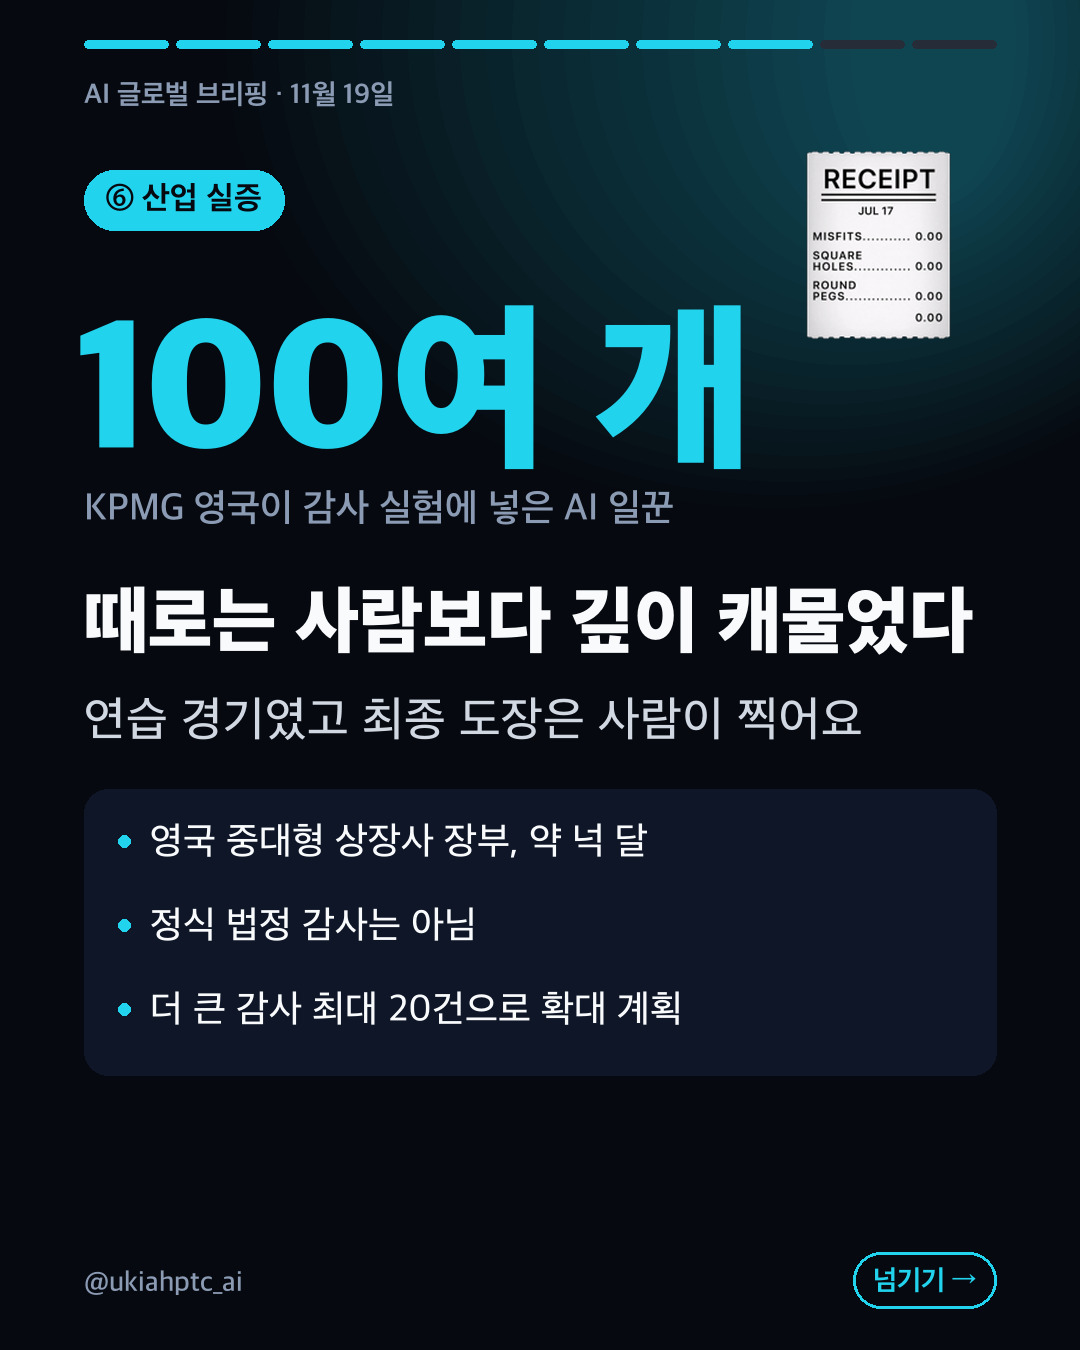 AI 글로벌 브리핑 · 11월 19일
⑥ 산업 실증
RECEIPT
JUL 17
MISFITS........... 0.00
SQUARE
HOLES............. 0.00
ROUND
PEGS............... 0.00
0.00
100여 개
KPMG 영국이 감사 실험에 넣은 AI 일꾼
때로는 사람보다 깊이 캐물었다
연습 경기였고 최종 도장은 사람이 찍어요
• 영국 중대형 상장사 장부, 약 넉 달
• 정식 법정 감사는 아님
• 더 큰 감사 최대 20건으로 확대 계획
@ukiahptc_ai
넘기기 →